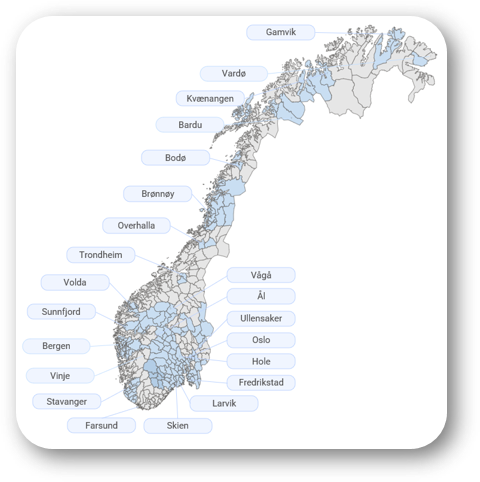 Gamvik
Vardø
Kvænangen
Bardu
Bodø
Brønnøy
Overhalla
Trondheim
Volda
Sunnfjord
Bergen
Vinje
Stavanger
Farsund
Vågå
Ål
Ullensaker
Oslo
Hole
Fredrikstad
Larvik
Skien